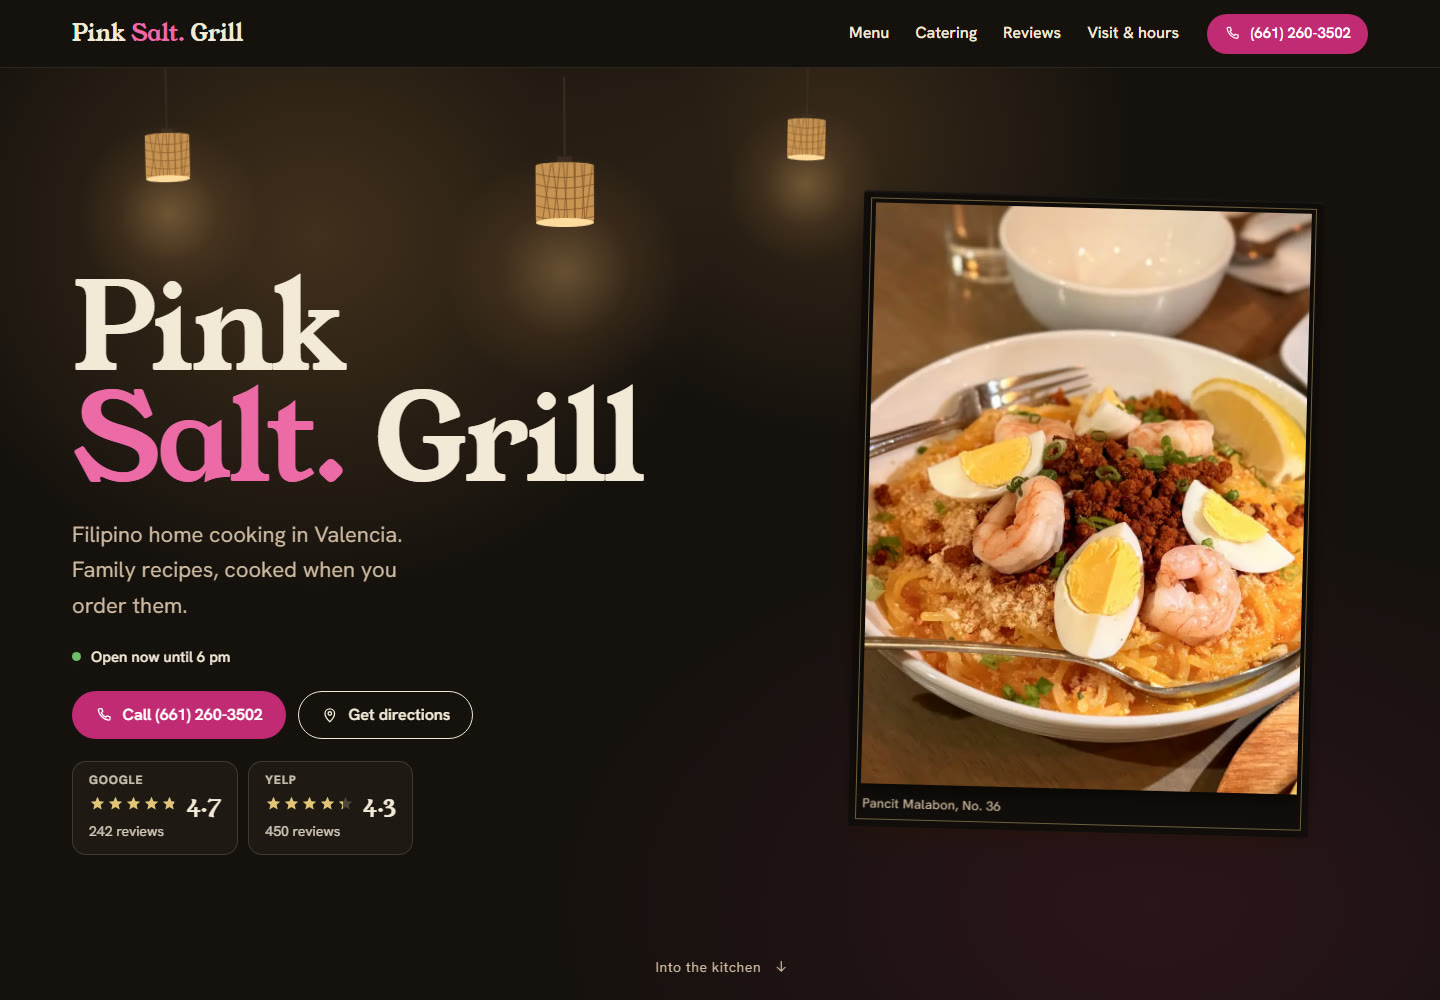 Pink Salt. Grill
Menu
Catering
Reviews
Visit & hours
(661) 260-3502
Pink
Salt. Grill
Filipino home cooking in Valencia.
Family recipes, cooked when you
order them.
Open now until 6 pm
Call (661) 260-3502
Get directions
GOOGLE
4.7
242 reviews
YELP
4.3
450 reviews
Pancit Malabon, No. 36
Into the kitchen ↓